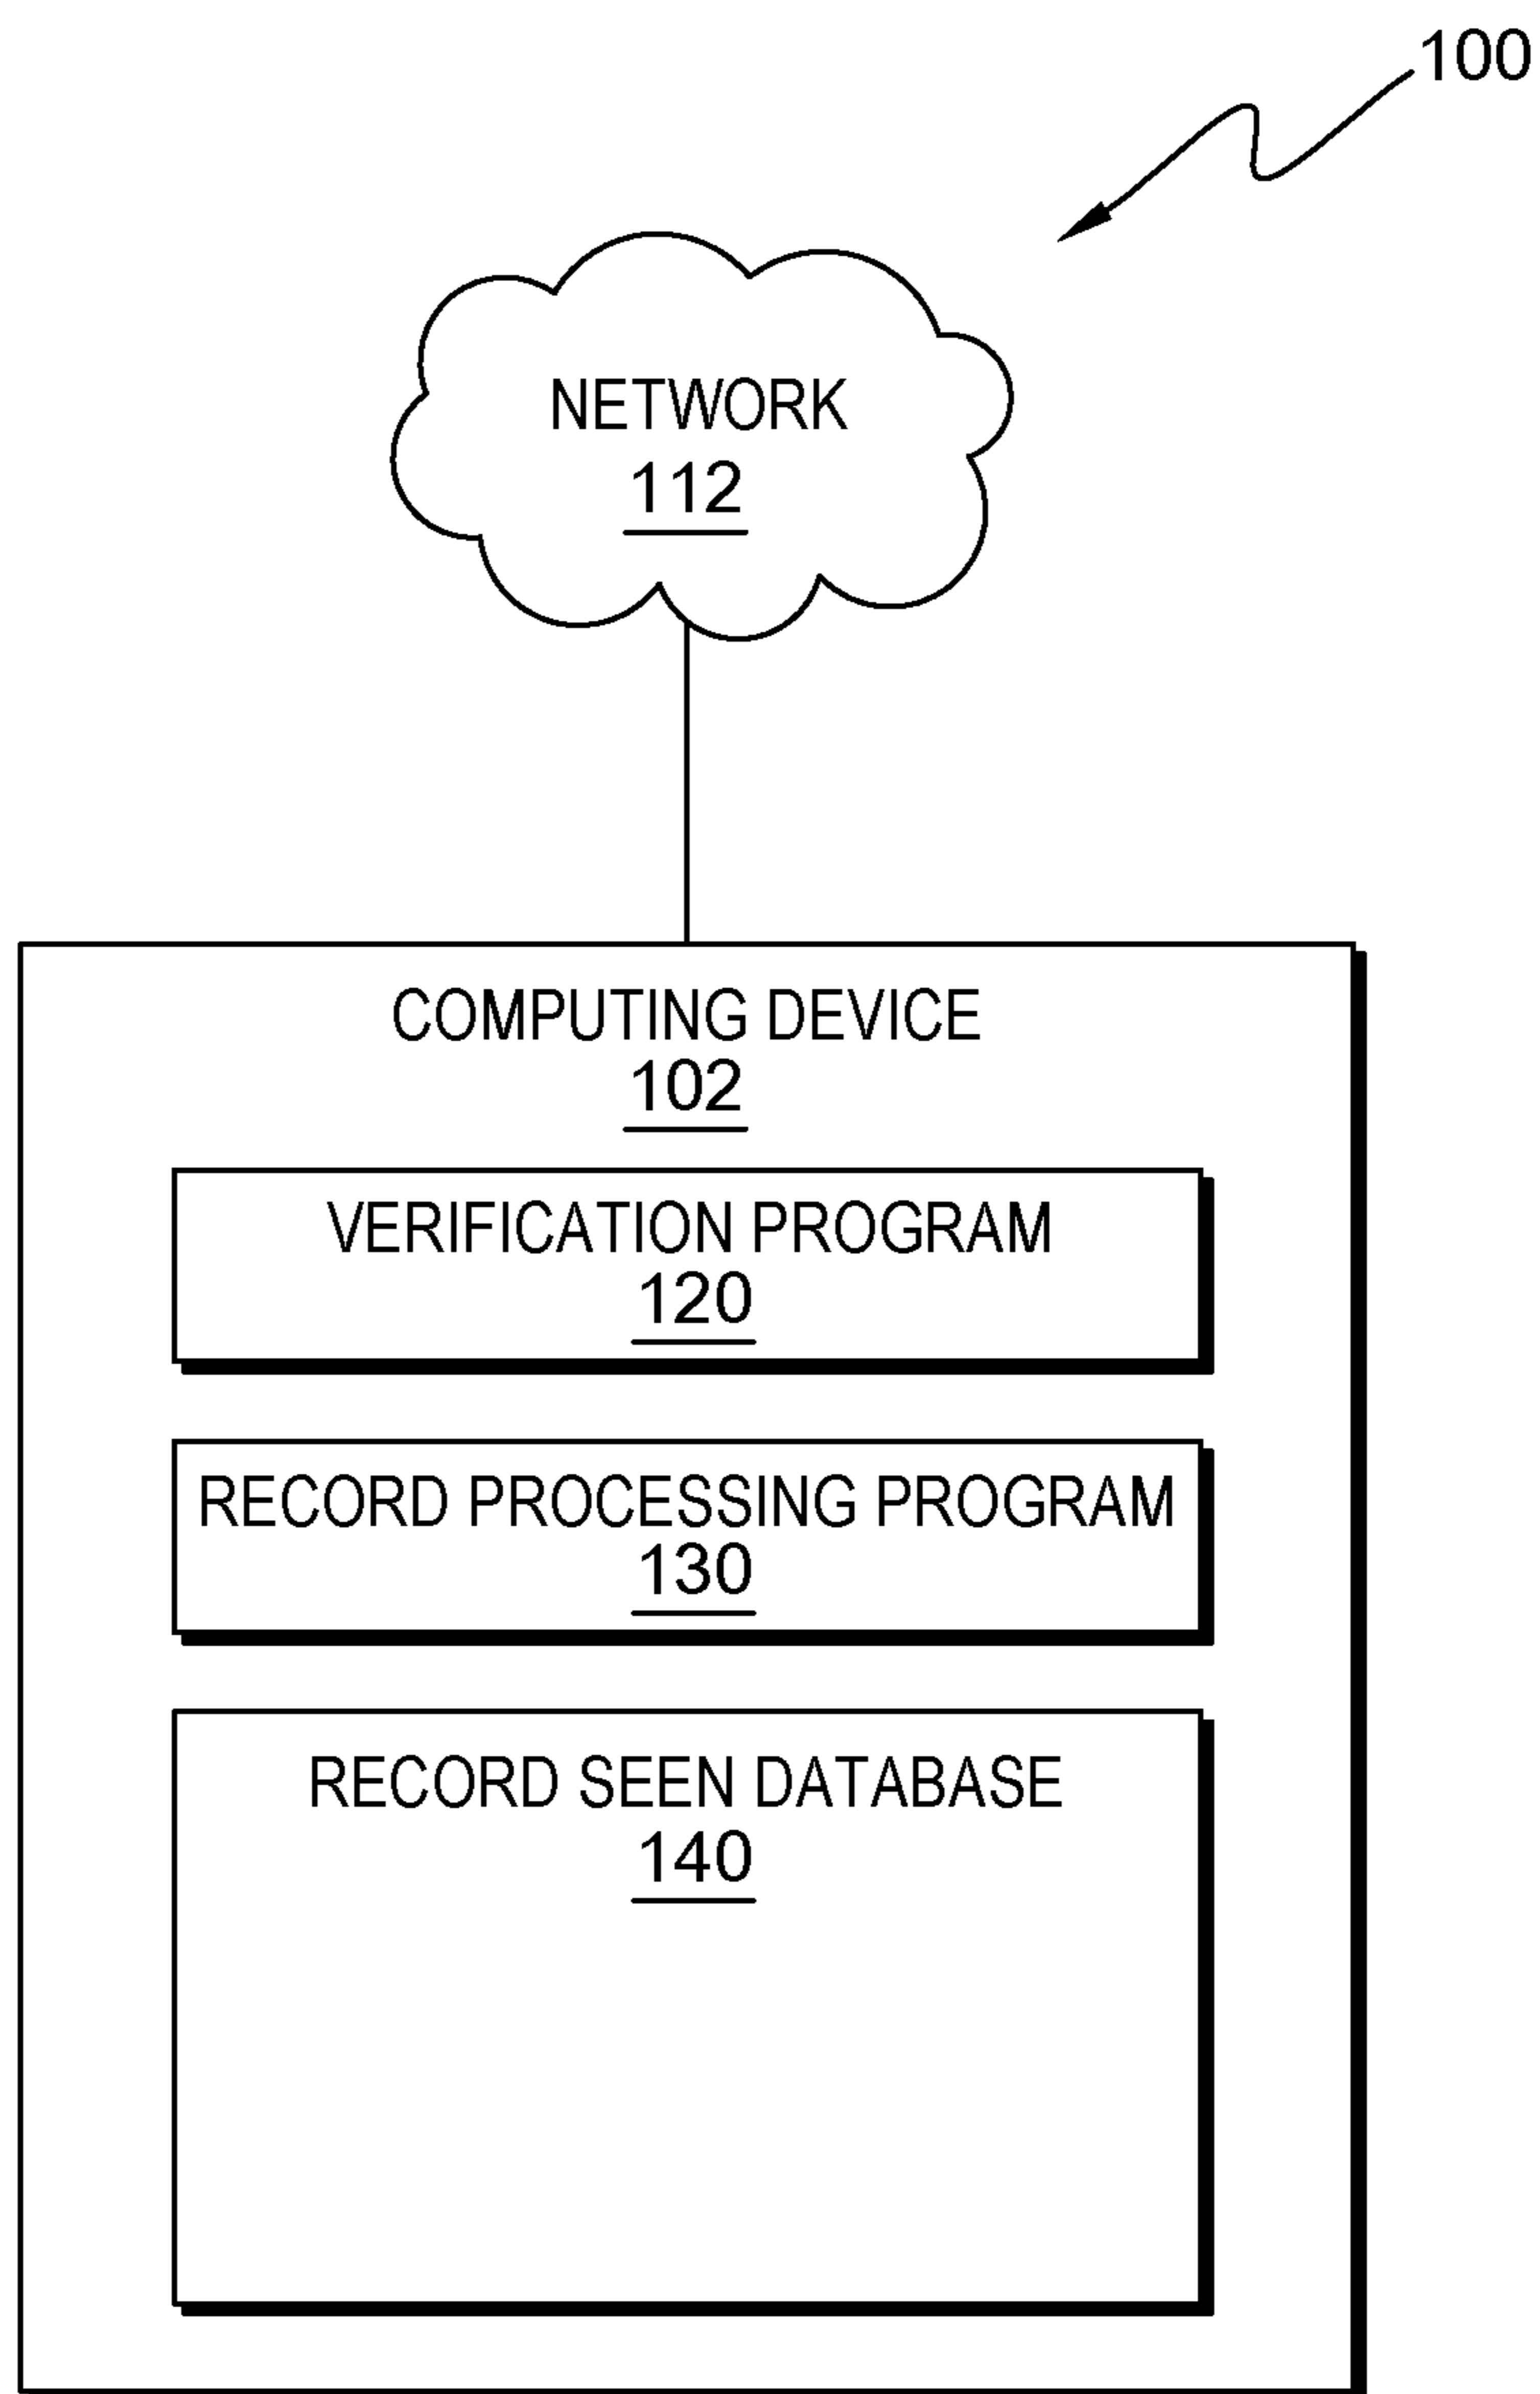 100
NETWORK
112
COMPUTING DEVICE
102
VERIFICATION PROGRAM
120
RECORD PROCESSING PROGRAM
130
RECORD SEEN DATABASE
140